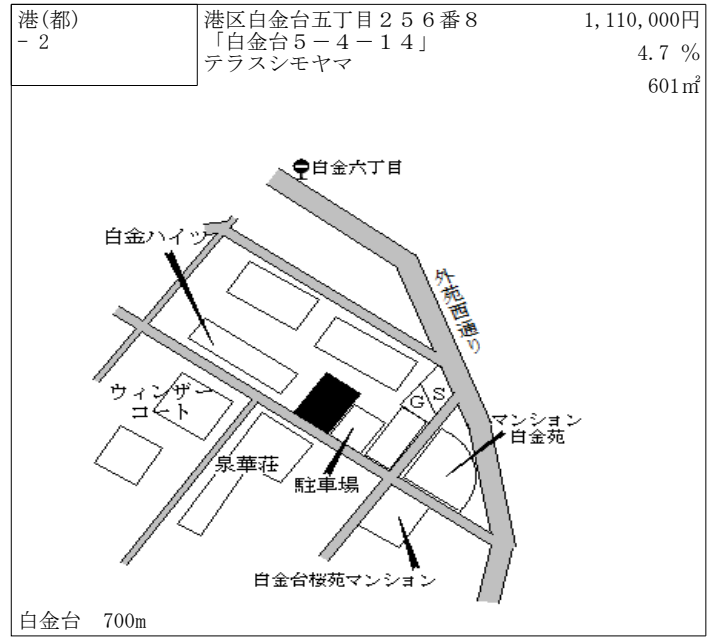 港(都)
- 2
港区白金台五丁目２５６番８
「白金台５－４－１４」
テラスシモヤマ
1,110,000円
4.7 %
601㎡
白金六丁目
白金ハイツ
外苑西通り
ウィンザー
コート
G S
マンション
白金苑
泉華荘
駐車場
白金台桜苑マンション
白金台 700m